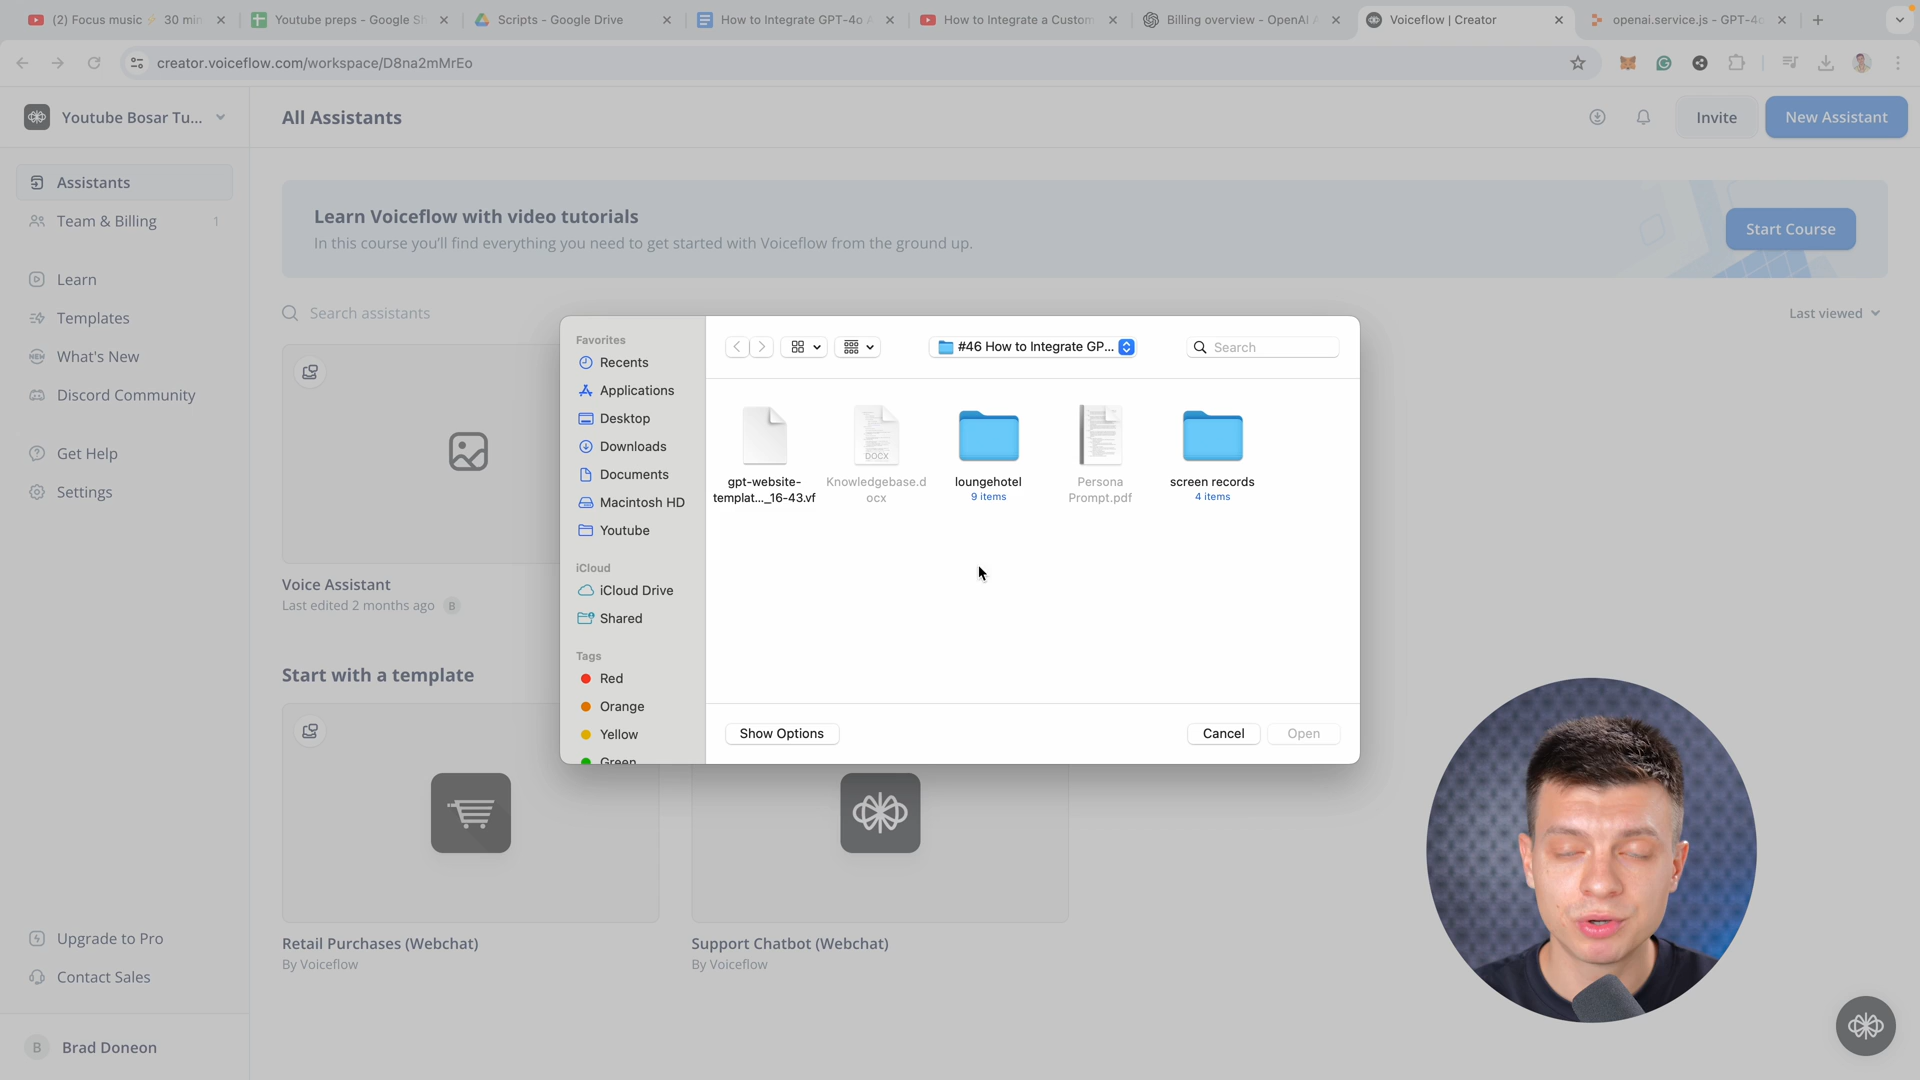 (2) Focus music ⚡ 30 min
Youtube preps - Google Sh
Scripts - Google Drive
How to Integrate GPT-4o A
How to Integrate a Custom
Billing overview - OpenAI A
Voiceflow | Creator
openai.service.js - GPT-4o
creator.voiceflow.com/workspace/D8na2mMrEo
Youtube Bosar Tu...
All Assistants
Invite
New Assistant
Assistants
Team & Billing 1
Learn
Templates
What's New
Discord Community
Get Help
Settings
Upgrade to Pro
Contact Sales
B Brad Doneon
Learn Voiceflow with video tutorials
In this course you'll find everything you need to get started with Voiceflow from the ground up.
Start Course
Search assistants
Last viewed
Voice Assistant
Last edited 2 months ago B
Start with a template
Retail Purchases (Webchat)
By Voiceflow
Support Chatbot (Webchat)
By Voiceflow
Favorites
Recents
Applications
Desktop
Downloads
Documents
Macintosh HD
Youtube
iCloud
iCloud Drive
Shared
Tags
Red
Orange
Yellow
Green
#46 How to Integrate GP...
Search
gpt-website-
templat..._16-43.vf
DOCX
Knowledgebase.d
ocx
loungehotel
9 items
Persona
Prompt.pdf
screen records
4 items
Show Options
Cancel
Open